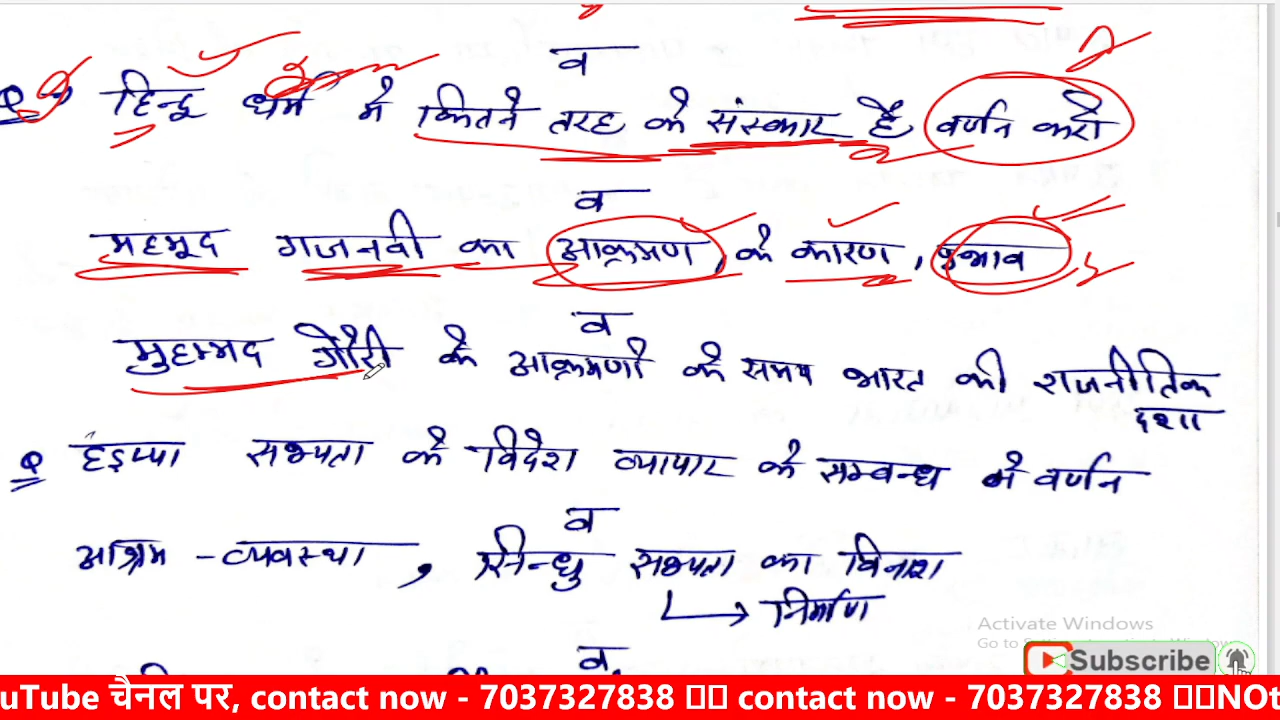 व
Q → हिन्दू धर्म में कितने तरह के संस्कार हैं वर्णन करो
व
महमूद गजनवी का आक्रमण, के कारण, प्रभाव
व
मुहम्मद गौरी के आक्रमणों के समय भारत की राजनीतिक
दशा
Q हड़प्पा सभ्यता के विदेश व्यापार के सम्बन्ध में वर्णन
व
आश्रम - व्यवस्था, सिन्धु सभ्यता का विनाश
निर्माण
व
Activate Windows
Subscribe
uTube चैनल पर, contact now - 7037327838 contact now - 7037327838 NOt